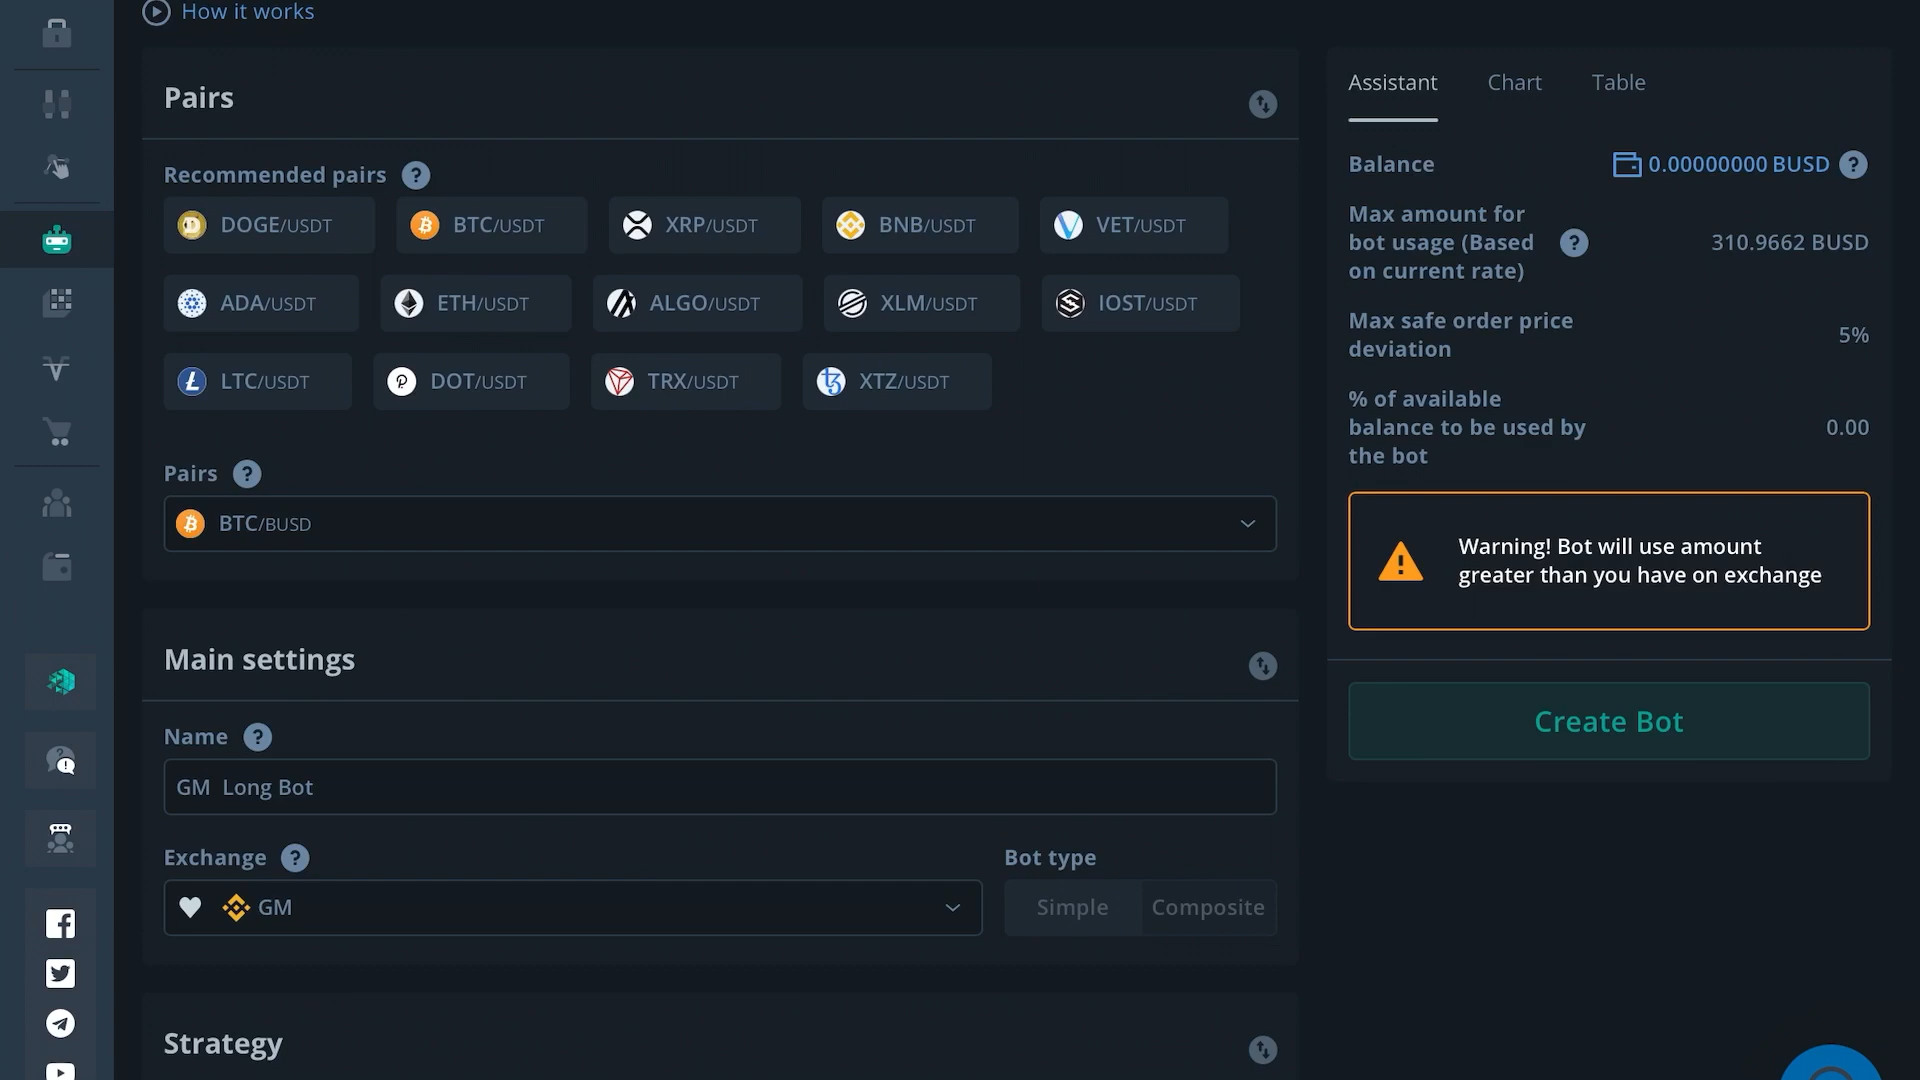 How it works
Pairs
Recommended pairs ?
DOGE/USDT BTC/USDT XRP/USDT BNB/USDT VET/USDT
ADA/USDT ETH/USDT ALGO/USDT XLM/USDT IOST/USDT
LTC/USDT DOT/USDT TRX/USDT XTZ/USDT
Pairs ?
BTC/BUSD
Main settings
Name ?
GM Long Bot
Exchange ?
Bot type
GM
Simple Composite
Strategy
Assistant Chart Table
Balance 0.00000000 BUSD ?
Max amount for
bot usage (Based ? 310.9662 BUSD
on current rate)
Max safe order price
deviation 5%
% of available
balance to be used by 0.00
the bot
Warning! Bot will use amount
greater than you have on exchange
Create Bot